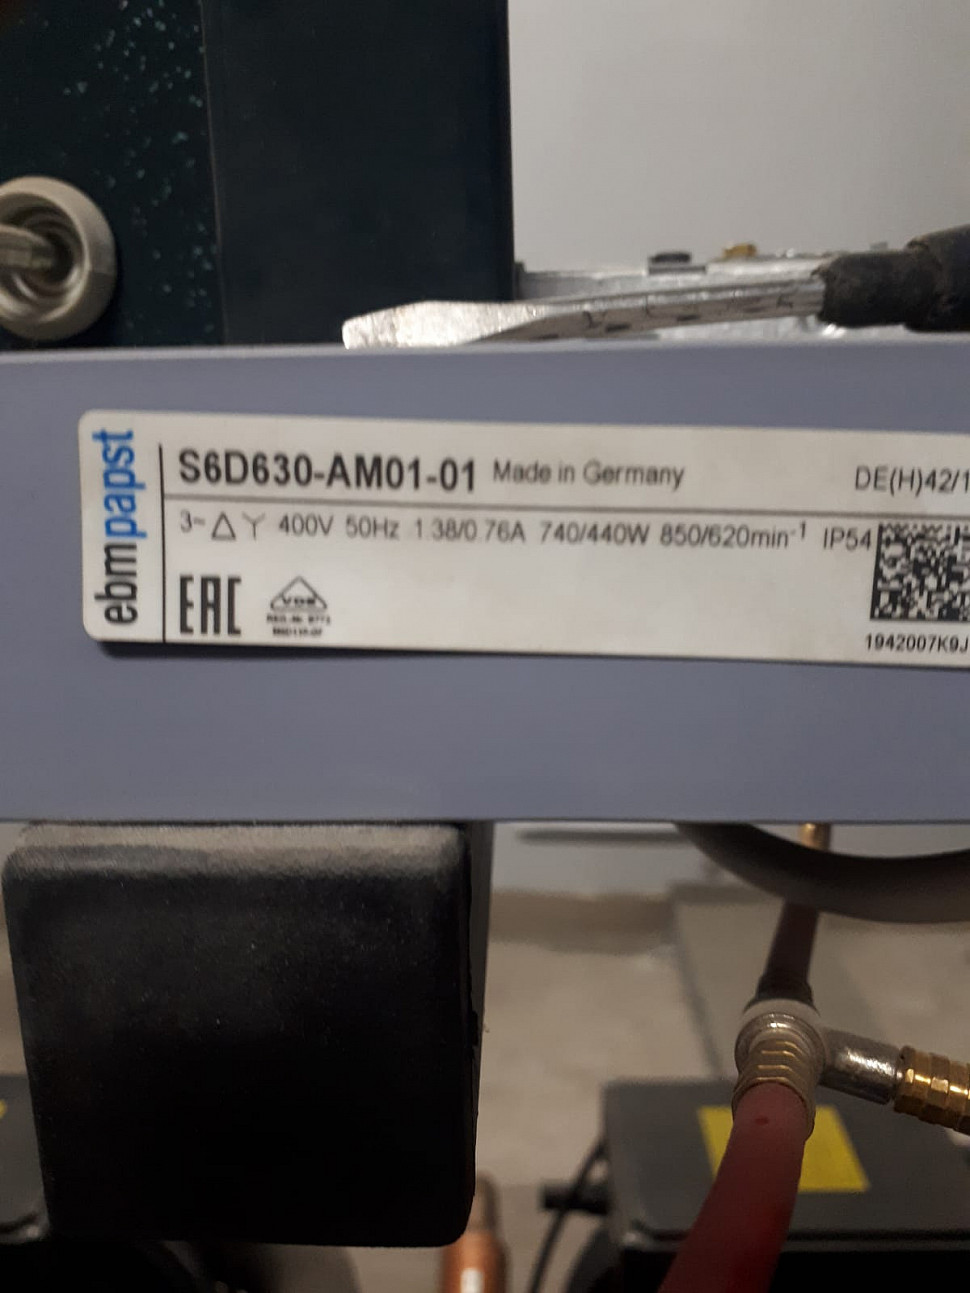 ebmpapst
S6D630-AM01-01 Made in Germany DE(H)42/1
3~ △ Y 400V 50Hz 1.38/0.76A 740/440W 850/620min⁻¹ IP54
EAC VDE
1942007K9J